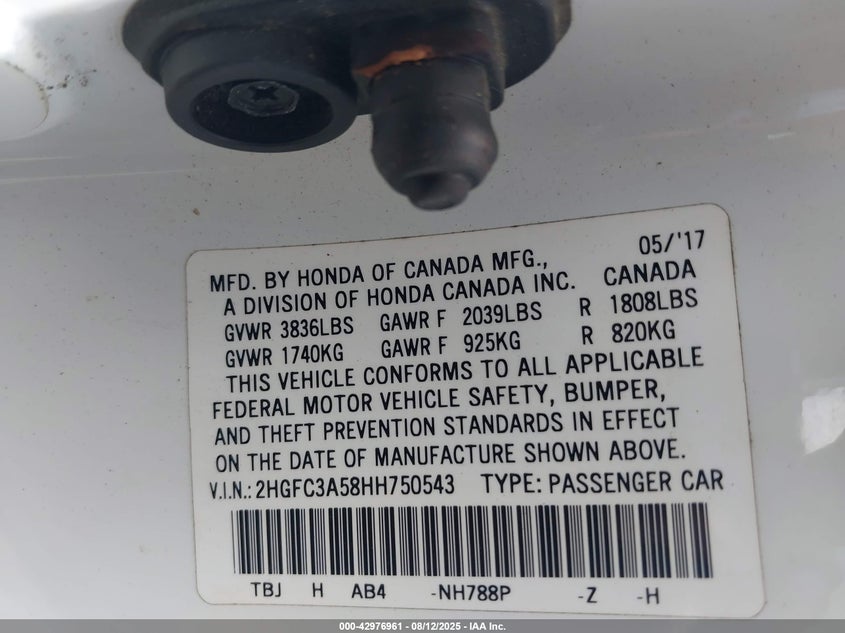 05/'17
MFD. BY HONDA OF CANADA MFG.,
A DIVISION OF HONDA CANADA INC. CANADA
GVWR 3836LBS GAWR F 2039LBS R 1808LBS
GVWR 1740KG GAWR F 925KG R 820KG
THIS VEHICLE CONFORMS TO ALL APPLICABLE
FEDERAL MOTOR VEHICLE SAFETY, BUMPER,
AND THEFT PREVENTION STANDARDS IN EFFECT
ON THE DATE OF MANUFACTURE SHOWN ABOVE.
V.I.N.: 2HGFC3A58HH750543 TYPE: PASSENGER CAR
TBJ H AB4 -NH788P -Z -H
000-42976961 - 08/12/2025 - IAA Inc.